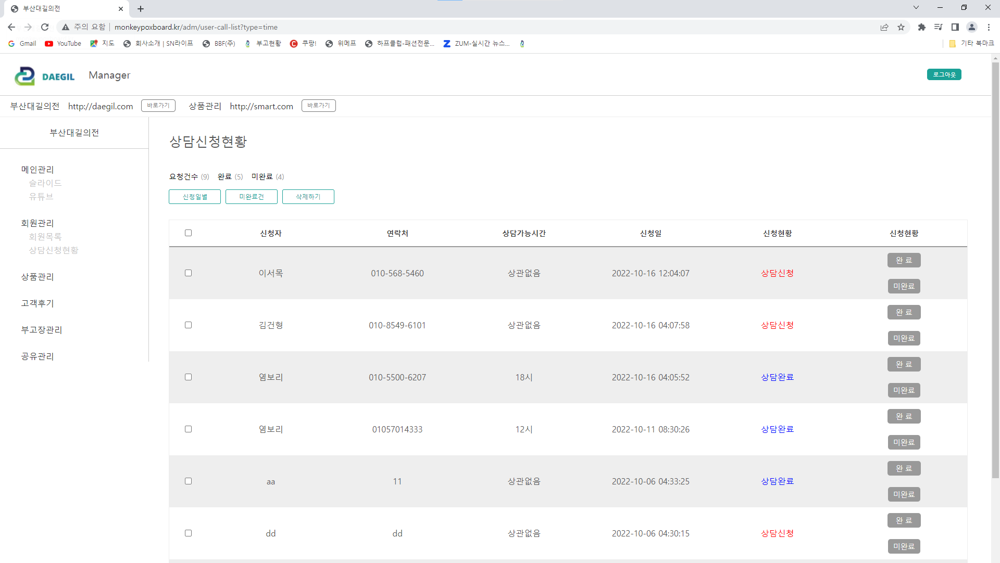 부산대길의전
주의 요함 monkeypoxboard.kr/adm/user-call-list?type=time
Gmail YouTube 지도 회사소개 | SN라이프 BBF(주) 부고현황 쿠팡! 위메프 하프클럽-패션전문... ZUM-실시간 뉴스... 기타 북마크
DAEGIL Manager 로그아웃
부산대길의전 http://daegil.com 바로가기 상품관리 http://smart.com 바로가기
부산대길의전
메인관리
슬라이드
유튜브
회원관리
회원목록
상담신청현황
상품관리
고객후기
부고장관리
공유관리
상담신청현황
요청건수 (9) 완료 (5) 미완료 (4)
신청일별 미완료건 삭제하기
신청자 연락처 상담가능시간 신청일 신청현황 신청현황
이서목 010-568-5460 상관없음 2022-10-16 12:04:07 상담신청 완 료
미완료
김건형 010-8549-6101 상관없음 2022-10-16 04:07:58 상담신청 완 료
미완료
염보리 010-5500-6207 18시 2022-10-16 04:05:52 상담완료 완 료
미완료
염보리 01057014333 12시 2022-10-11 08:30:26 상담완료 완 료
미완료
aa 11 상관없음 2022-10-06 04:33:25 상담완료 완 료
미완료
dd dd 상관없음 2022-10-06 04:30:15 상담신청 완 료
미완료